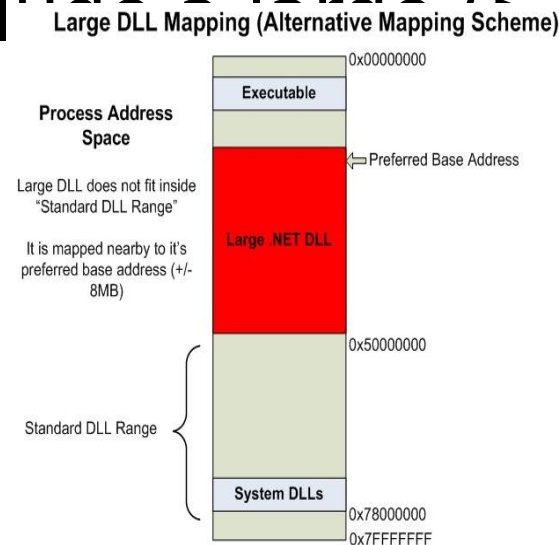 Large DLL Mapping (Alternative Mapping Scheme)
0x00000000
Executable
Process Address
Space
Preferred Base Address
Large DLL does not fit inside
“Standard DLL Range”
It is mapped nearby to it’s
preferred base address (+/-
8MB)
Large .NET DLL
0x50000000
Standard DLL Range
System DLLs
0x78000000
0x7FFFFFFF